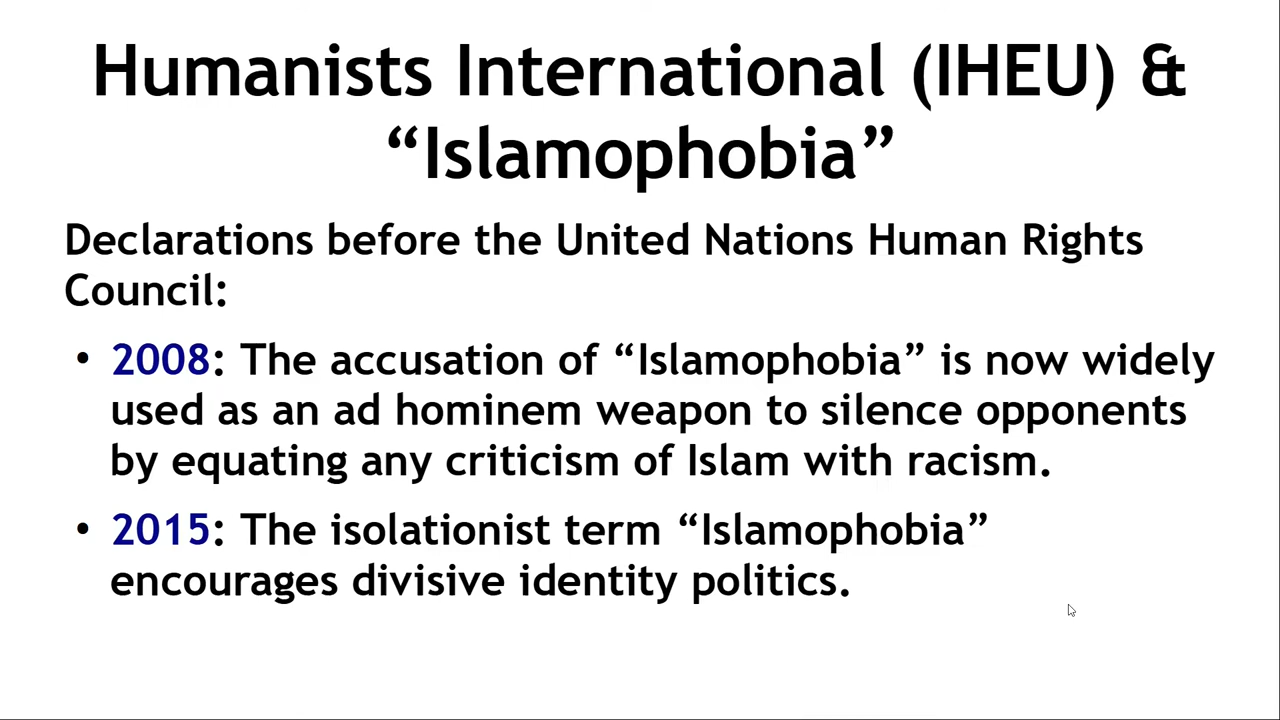 Humanists International (IHEU) &
“Islamophobia”
Declarations before the United Nations Human Rights
Council:
• 2008: The accusation of “Islamophobia” is now widely
used as an ad hominem weapon to silence opponents
by equating any criticism of Islam with racism.
• 2015: The isolationist term “Islamophobia”
encourages divisive identity politics.